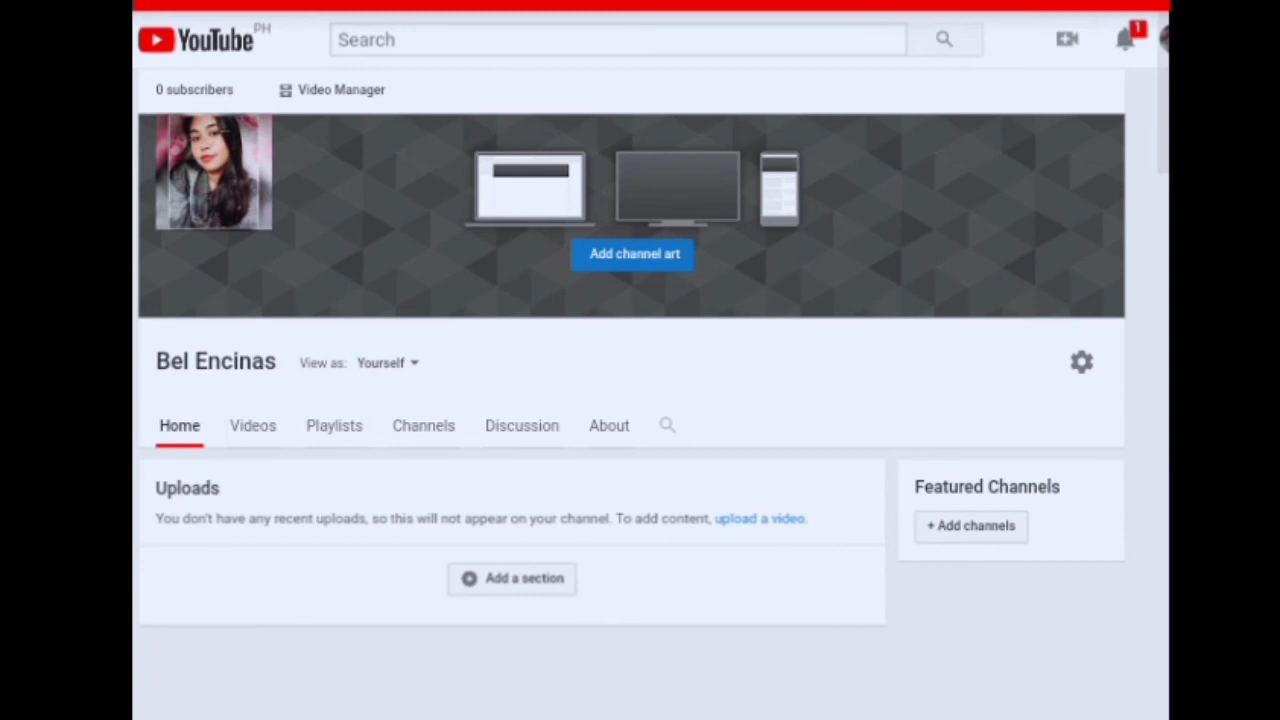 YouTube PH
Search
1
0 subscribers Video Manager
Add channel art
Bel Encinas View as: Yourself
Home Videos Playlists Channels Discussion About
Uploads
You don't have any recent uploads, so this will not appear on your channel. To add content, upload a video.
Add a section
Featured Channels
+ Add channels